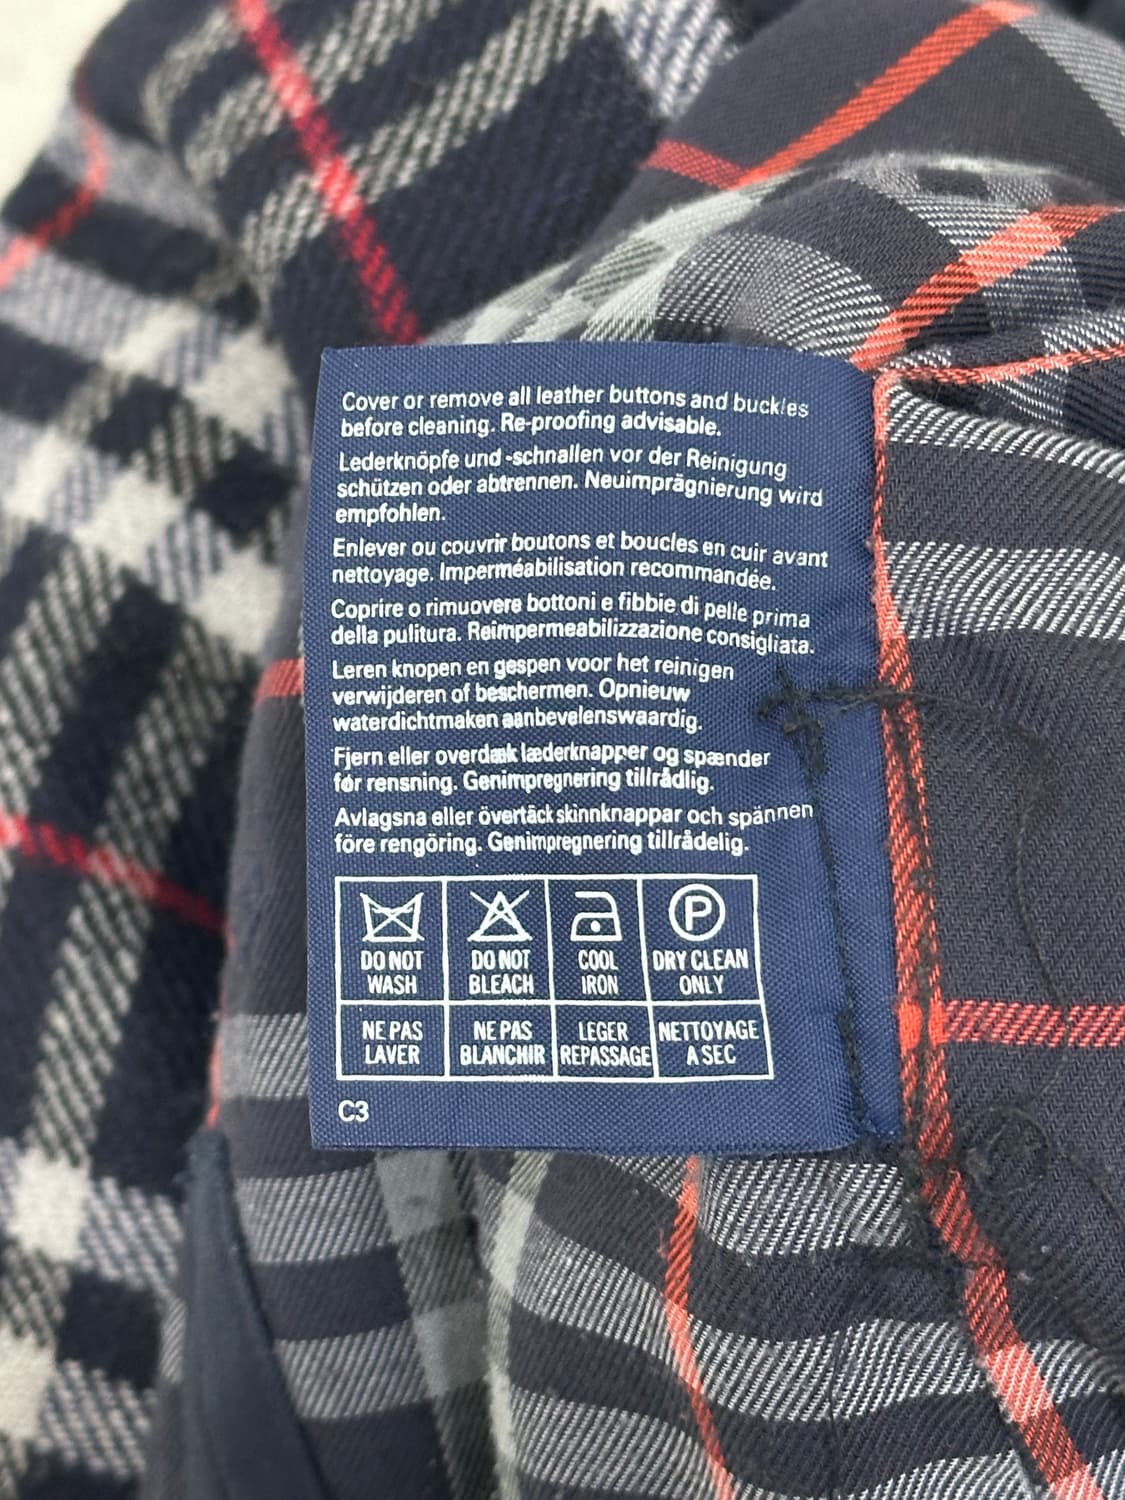 Cover or remove all leather buttons and buckles
before cleaning. Re-proofing advisable.
Lederknöpfe und -schnallen vor der Reinigung
schützen oder abtrennen. Neuimprägnierung wird
empfohlen.
Enlever ou couvrir boutons et boucles en cuir avant
nettoyage. Imperméabilisation recommandée.
Coprire o rimuovere bottoni e fibbie di pelle prima
della pulitura. Reimpermeabilizzazione consigliata.
Leren knopen en gespen voor het reinigen
verwijderen of beschermen. Opnieuw
waterdichtmaken aanbevelenswaardig.
Fjern eller overdæk læderknapper og spænder
før rensning. Genimpregnering tillrådlig.
Avlagsna eller övertäck skinnknappar och spännen
före rengöring. Genimpregnering tillrådelig.
P
DO NOT WASH
DO NOT BLEACH
COOL IRON
DRY CLEAN ONLY
NE PAS LAVER
NE PAS BLANCHIR
LEGER REPASSAGE
NETTOYAGE A SEC
C3